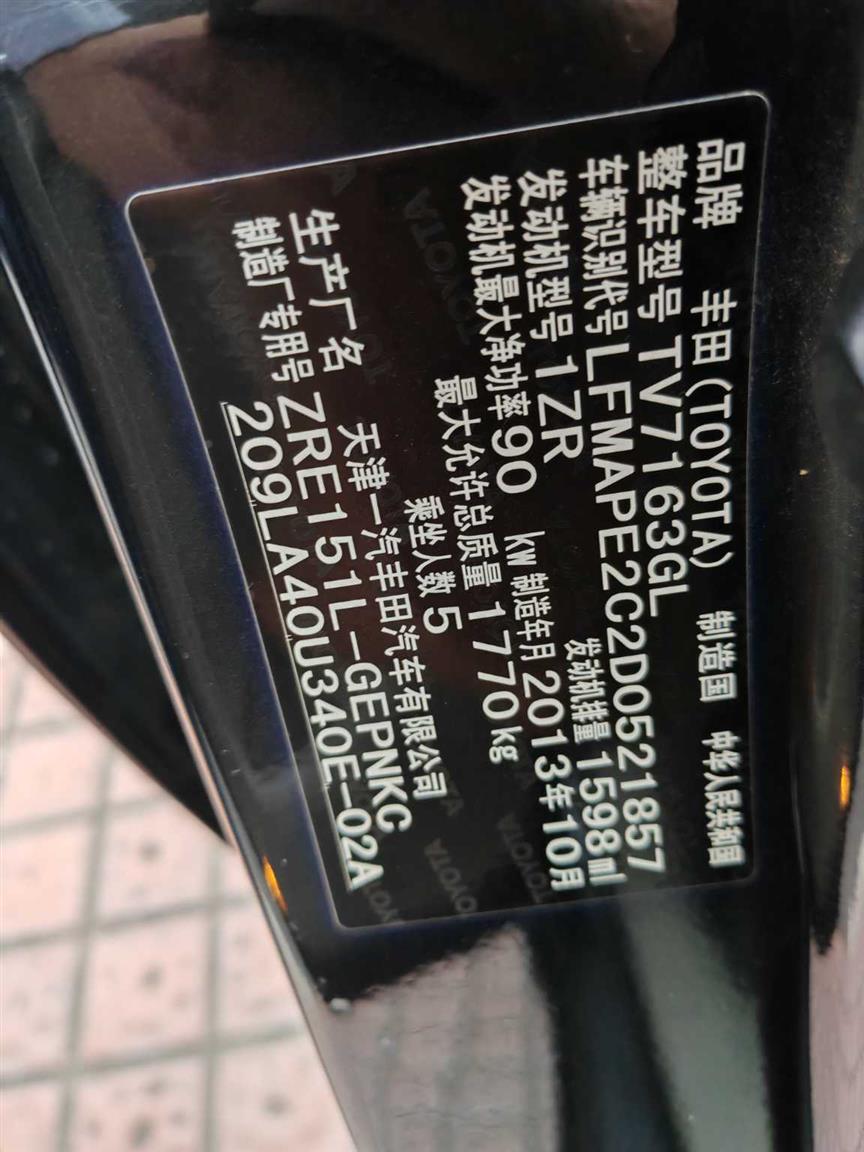 品牌 丰田(TOYOTA) 制造国 中华人民共和国
整车型号 TV7163GL
车辆识别代号 LFMAPE2C2D0521857
发动机型号 1ZR 发动机排量 1598ml
发动机最大净功率 90 kW 制造年月 2013年10月
最大允许总质量 1770kg
乘坐人数 5
生产厂名 天津一汽丰田汽车有限公司
制造厂专用号 ZRE151L-GEPNKC
209LA40U340E-02A